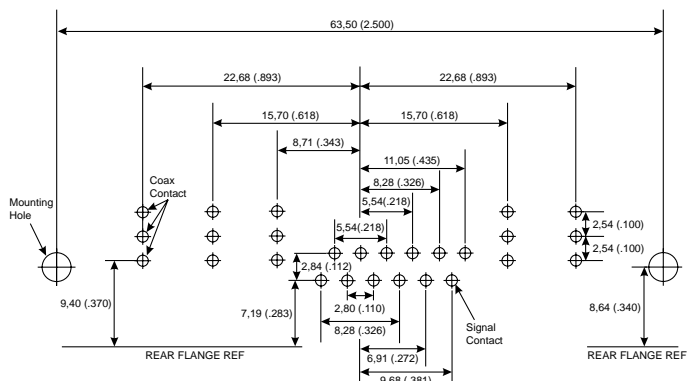 63,50 (2.500)
22,68 (.893)
22,68 (.893)
15,70 (.618)
15,70 (.618)
8,71 (.343)
11,05 (.435)
8,28 (.326)
5,54(.218)
5,54(.218)
Mounting
Hole
Coax
Contact
2,54 (.100)
2,54 (.100)
2,84 (.112)
9,40 (.370)
7,19 (.283)
2,80 (.110)
8,28 (.326)
Signal
Contact
8,64 (.340)
REAR FLANGE REF
6,91 (.272)
REAR FLANGE REF
9,68 (.381)